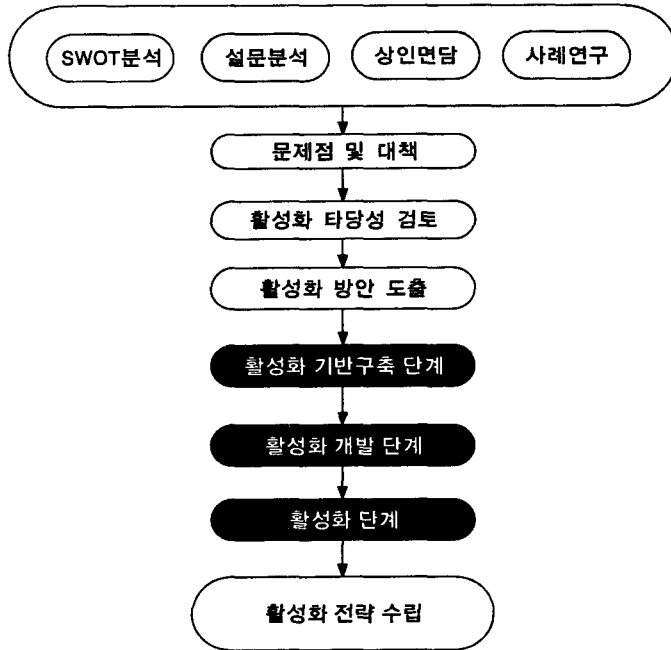 SWOT분석 설문분석 상인면담 사례연구
문제점 및 대책
활성화 타당성 검토
활성화 방안 도출
활성화 기반구축 단계
활성화 개발 단계
활성화 단계
활성화 전략 수립